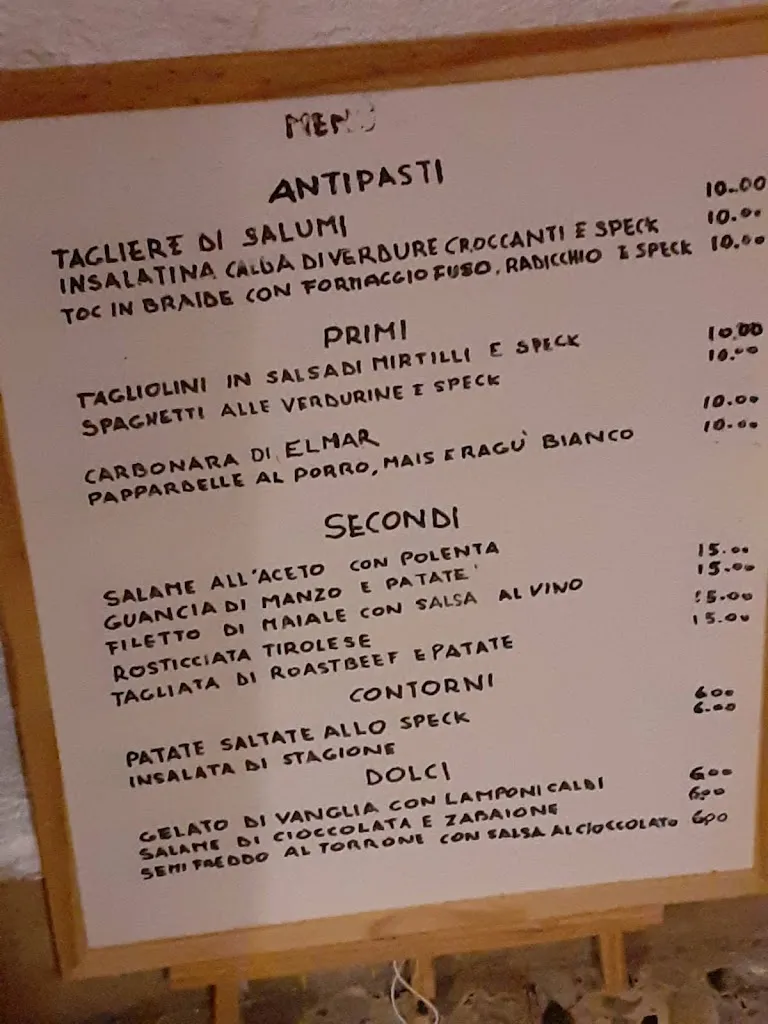 MENÙ
ANTIPASTI
TAGLIERE DI SALUMI 10.00
INSALATINA CALDA DI VERDURE CROCCANTI E SPECK 10.00
TOC IN BRAIDE CON FORMAGGIO FUSO, RADICCHIO E SPECK 10.00
PRIMI
TAGLIOLINI IN SALSA DI MIRTILLI E SPECK 10.00
SPAGHETTI ALLE VERDURINE E SPECK 10.00
CARBONARA DI ELMAR 10.00
PAPPARDELLE AL PORRO, MAIS E RAGU' BIANCO 10.00
SECONDI
SALAME ALL'ACETO CON POLENTA 15.00
GUANCIA DI MANZO E PATATE 15.00
FILETTO DI MAIALE CON SALSA AL VINO 15.00
ROSTICCIATA TIROLESE 15.00
TAGLIATA DI ROASTBEEF E PATATE
CONTORNI
PATATE SALTATE ALLO SPECK 6.00
INSALATA DI STAGIONE 6.00
DOLCI
GELATO DI VANGLIA CON LAMPONI CALDI 6.00
SALAME DI CIOCCOLATA E ZABAIONE 6,00
SEMIFREDDO AL TORRONE CON SALSA AL CIOCCOLATO 6,00